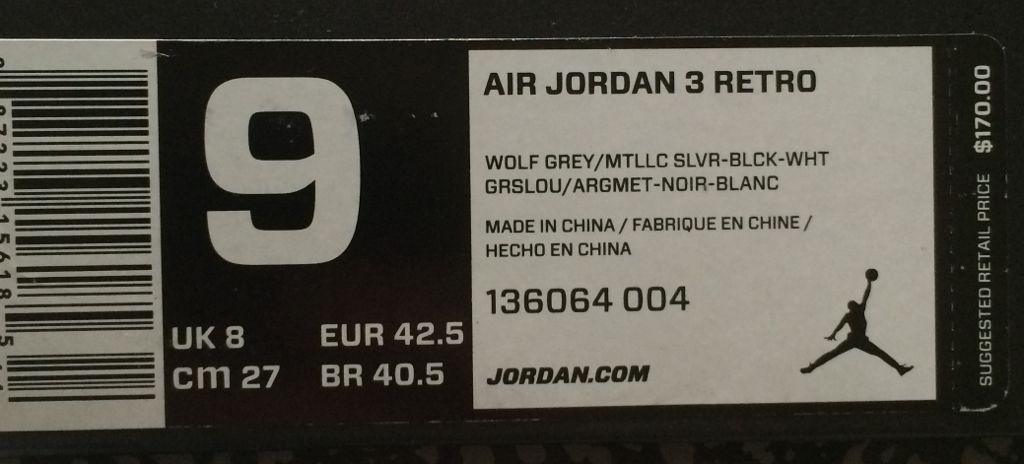 9
UK 8 EUR 42.5
cm 27 BR 40.5
AIR JORDAN 3 RETRO
WOLF GREY/MTLLC SLVR-BLCK-WHT
GRSLOU/ARGMET-NOIR-BLANC
MADE IN CHINA / FABRIQUE EN CHINE /
HECHO EN CHINA
136064 004
JORDAN.COM
SUGGESTED RETAIL PRICE $170.00